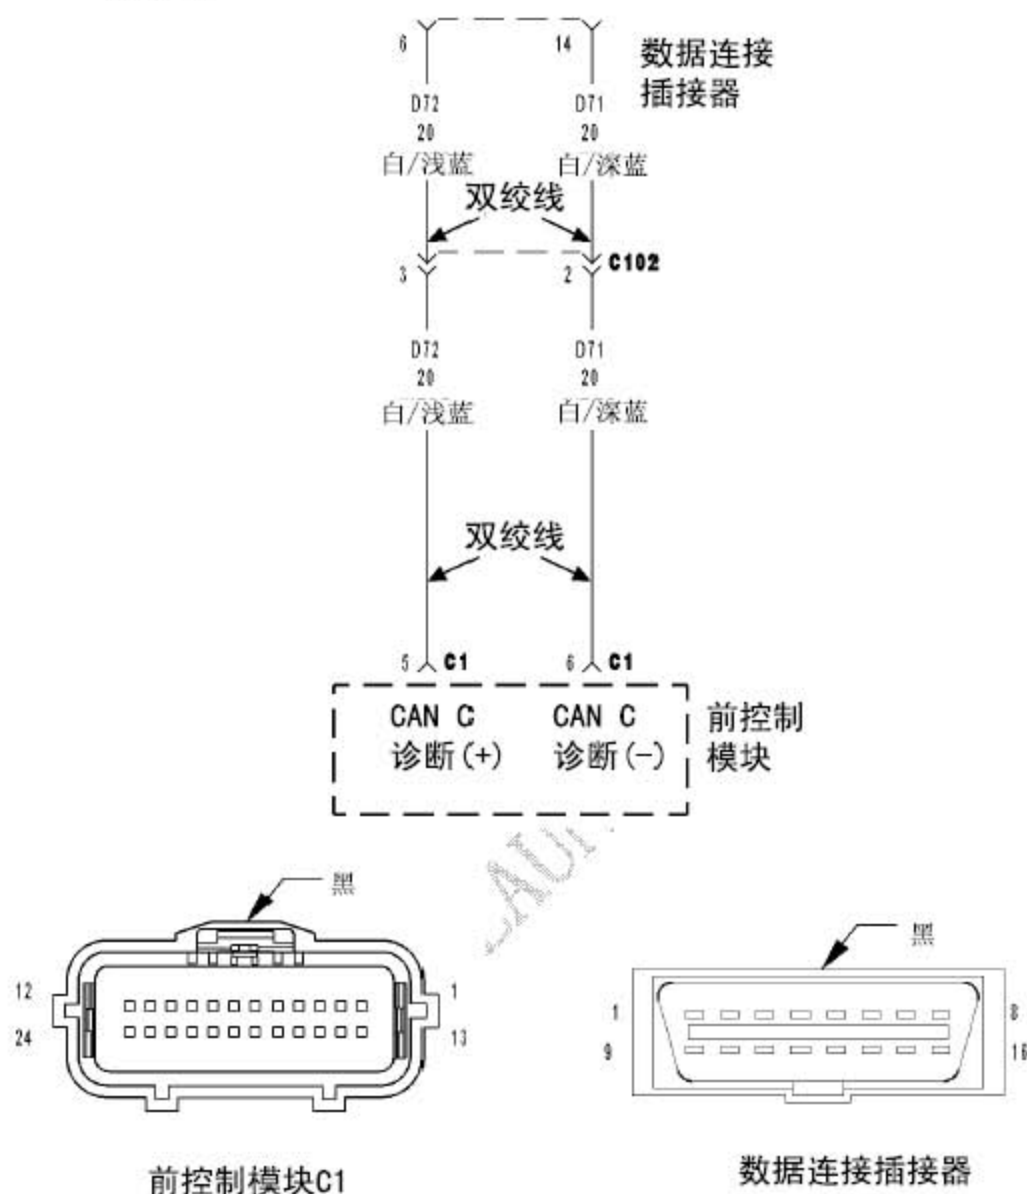 6
14
数据连接
插接器
D72
D71
20
20
白/浅蓝
白/深蓝
双绞线
C102
3
2
D72
D71
20
20
白/浅蓝
白/深蓝
双绞线
5
C1
6
C1
CAN C
CAN C
诊断(+)
诊断(-)
前控制
模块
LAUN
黑
黑
12
1
24
13
1
8
9
16
前控制模块C1
数据连接插接器